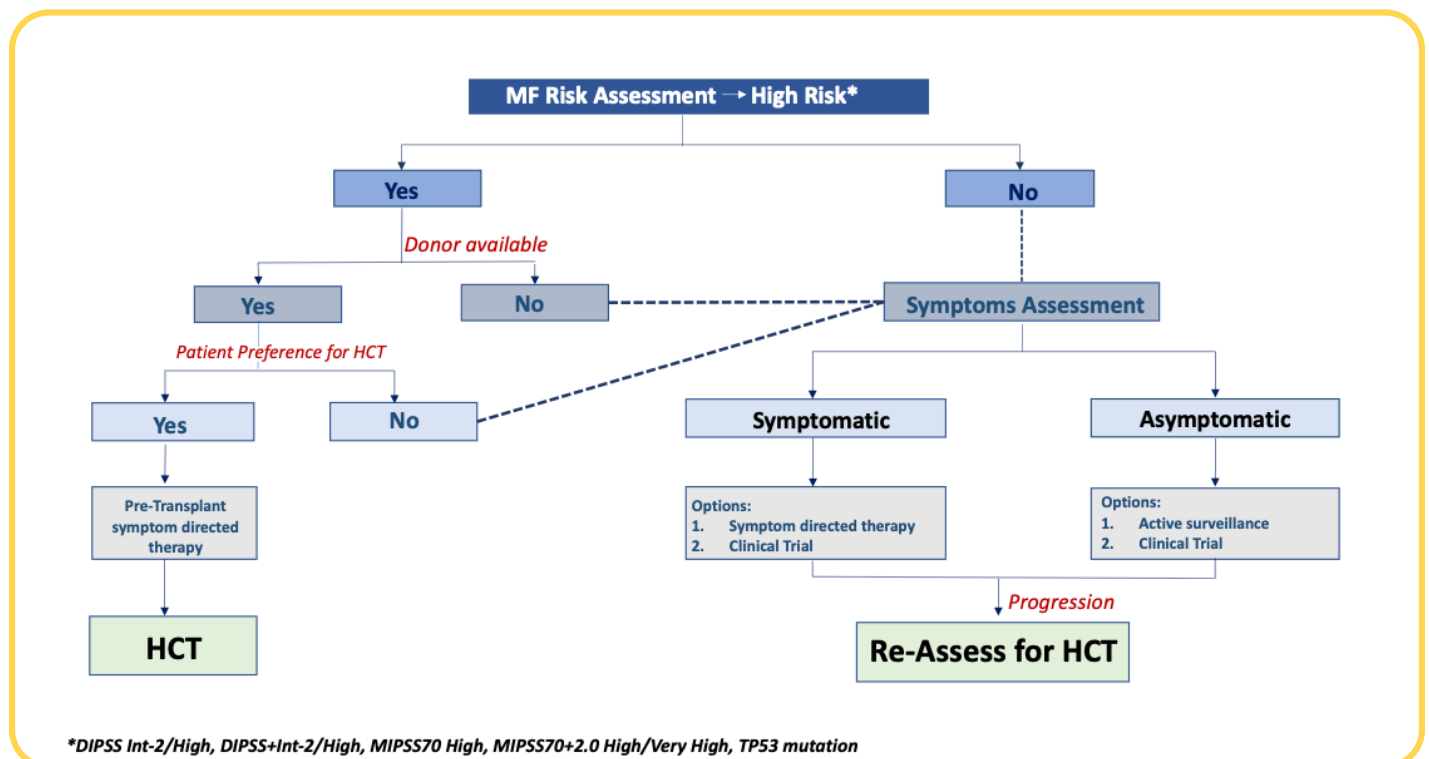 MF Risk Assessment → High Risk*
Yes
No
Donor available
Yes
No
Symptoms Assessment
Patient Preference for HCT
Yes
No
Symptomatic
Asymptomatic
Pre-Transplant
symptom directed
therapy
Options:
1. Symptom directed therapy
2. Clinical Trial
Options:
1. Active surveillance
2. Clinical Trial
Progression
HCT
Re-Assess for HCT
*DIPSS Int-2/High, DIPSS+Int-2/High, MIPSS70 High, MIPSS70+2.0 High/Very High, TP53 mutation